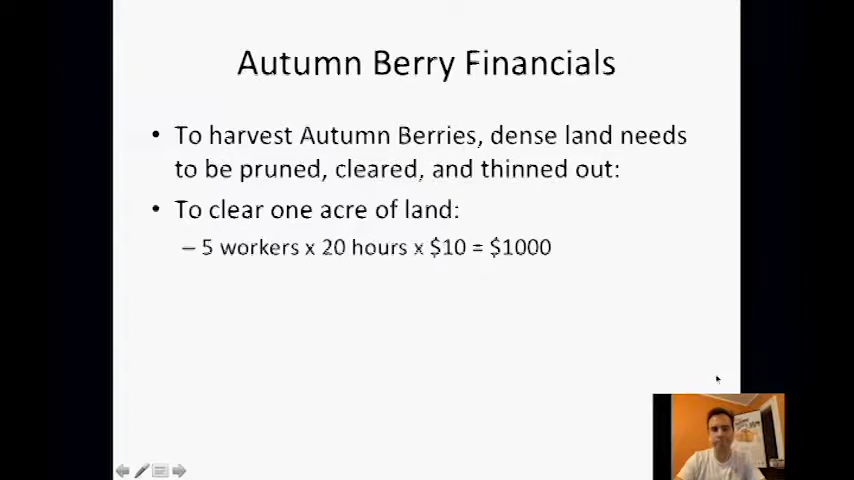 Autumn Berry Financials
• To harvest Autumn Berries, dense land needs
to be pruned, cleared, and thinned out:
• To clear one acre of land:
– 5 workers x 20 hours x $10 = $1000